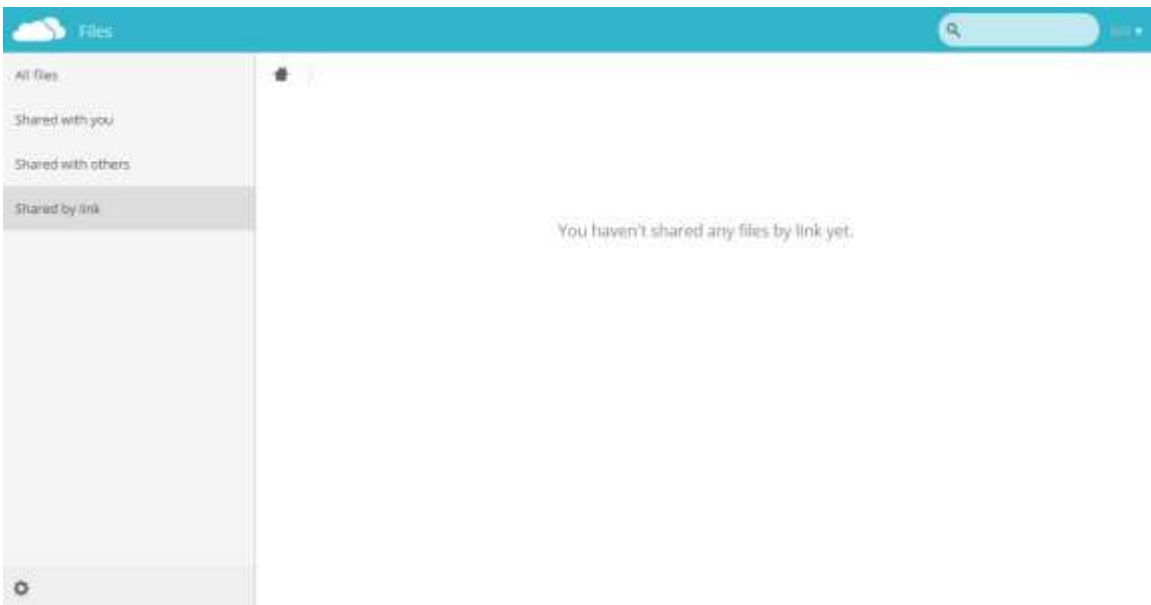 Files
All files
Shared with you
Shared with others
Shared by link
You haven't shared any files by link yet.